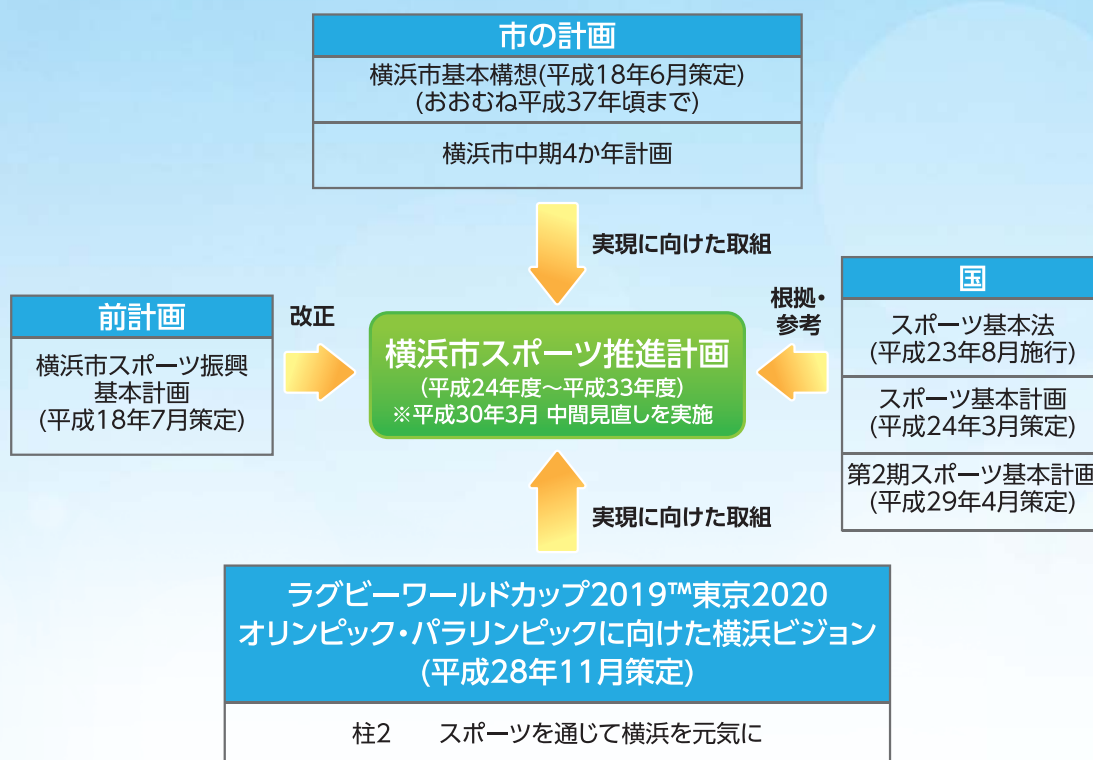 市の計画
横浜市基本構想(平成18年6月策定)
(おおむね平成37年頃まで)
横浜市中期4か年計画
実現に向けた取組
前計画
横浜市スポーツ振興
基本計画
(平成18年7月策定)
改正
横浜市スポーツ推進計画
(平成24年度～平成33年度)
※平成30年3月 中間見直しを実施
根拠・
参考
国
スポーツ基本法
(平成23年8月施行)
スポーツ基本計画
(平成24年3月策定)
第2期スポーツ基本計画
(平成29年4月策定)
実現に向けた取組
ラグビーワールドカップ2019™東京2020
オリンピック・パラリンピックに向けた横浜ビジョン
(平成28年11月策定)
柱2　スポーツを通じて横浜を元気に